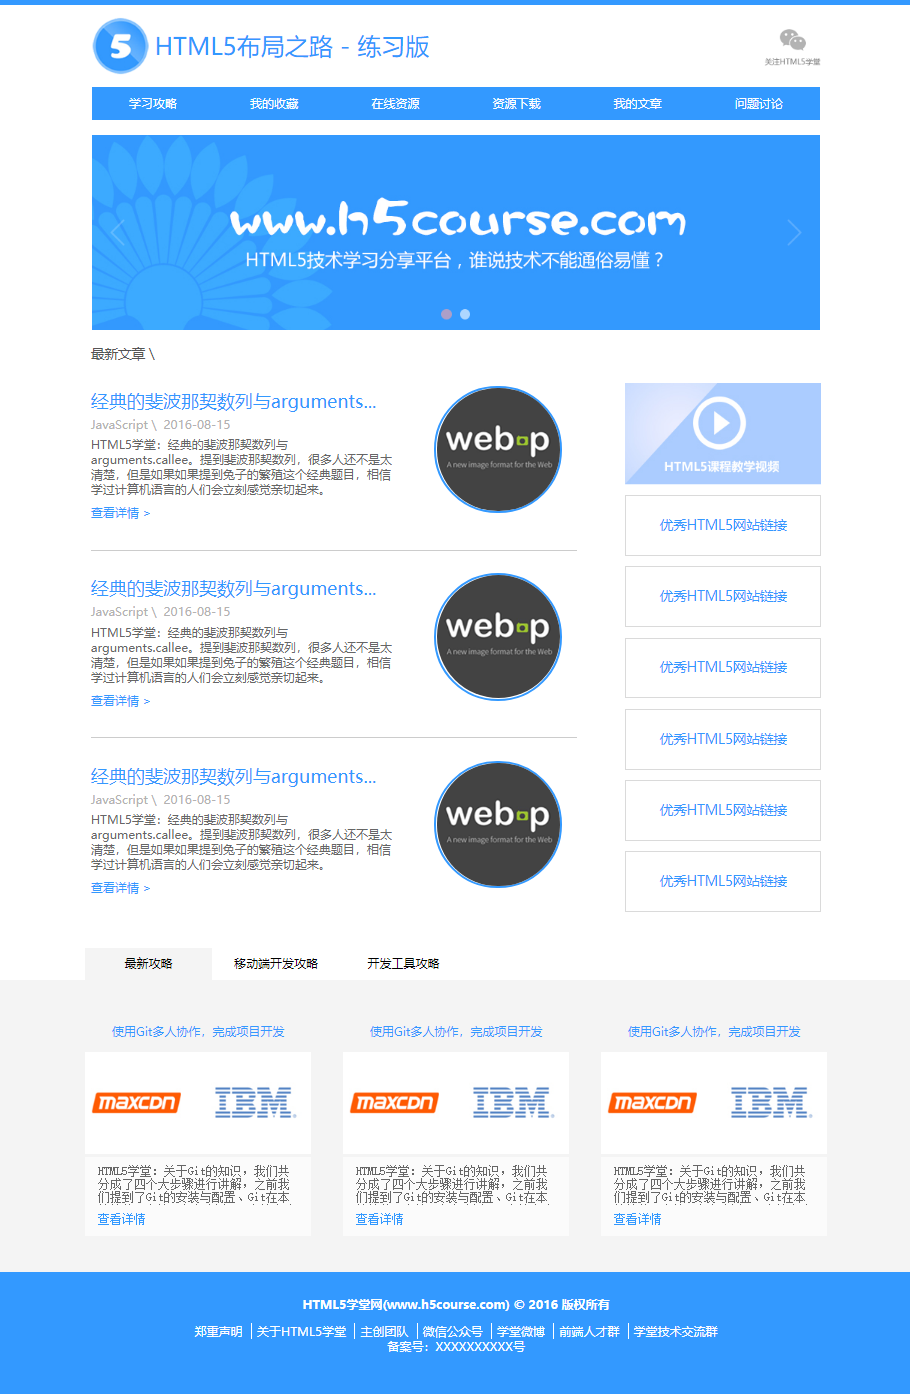 5 HTML5布局之路 - 练习版
关注HTML5学堂
学习攻略 我的收藏 在线资源 资源下载 我的文章 问题讨论
www.h5course.com
HTML5技术学习分享平台，谁说技术不能通俗易懂？
最新文章 \
经典的斐波那契数列与arguments...
JavaScript \ 2016-08-15
HTML5学堂：经典的斐波那契数列与
arguments.callee。提到斐波那契数列，很多人还不是太
清楚，但是如果如果提到兔子的繁殖这个经典题目，相信
学过计算机语言的人们会立刻感觉亲切起来。
查看详情 >
webp
A new image format for the Web
经典的斐波那契数列与arguments...
JavaScript \ 2016-08-15
HTML5学堂：经典的斐波那契数列与
arguments.callee。提到斐波那契数列，很多人还不是太
清楚，但是如果如果提到兔子的繁殖这个经典题目，相信
学过计算机语言的人们会立刻感觉亲切起来。
查看详情 >
webp
A new image format for the Web
经典的斐波那契数列与arguments...
JavaScript \ 2016-08-15
HTML5学堂：经典的斐波那契数列与
arguments.callee。提到斐波那契数列，很多人还不是太
清楚，但是如果如果提到兔子的繁殖这个经典题目，相信
学过计算机语言的人们会立刻感觉亲切起来。
查看详情 >
webp
A new image format for the Web
HTML5课程教学视频
优秀HTML5网站链接
优秀HTML5网站链接
优秀HTML5网站链接
优秀HTML5网站链接
优秀HTML5网站链接
优秀HTML5网站链接
最新攻略 移动端开发攻略 开发工具攻略
使用Git多人协作，完成项目开发
maxcdn IBM
HTML5学堂：关于Git的知识，我们共
分成了四个大步骤进行讲解，之前我
们提到了Git的安装与配置、Git在本
查看详情
使用Git多人协作，完成项目开发
maxcdn IBM
HTML5学堂：关于Git的知识，我们共
分成了四个大步骤进行讲解，之前我
们提到了Git的安装与配置、Git在本
查看详情
使用Git多人协作，完成项目开发
maxcdn IBM
HTML5学堂：关于Git的知识，我们共
分成了四个大步骤进行讲解，之前我
们提到了Git的安装与配置、Git在本
查看详情
HTML5学堂网(www.h5course.com) © 2016 版权所有
郑重声明 | 关于HTML5学堂 | 主创团队 | 微信公众号 | 学堂微博 | 前端人才群 | 学堂技术交流群
备案号：XXXXXXXXXX号